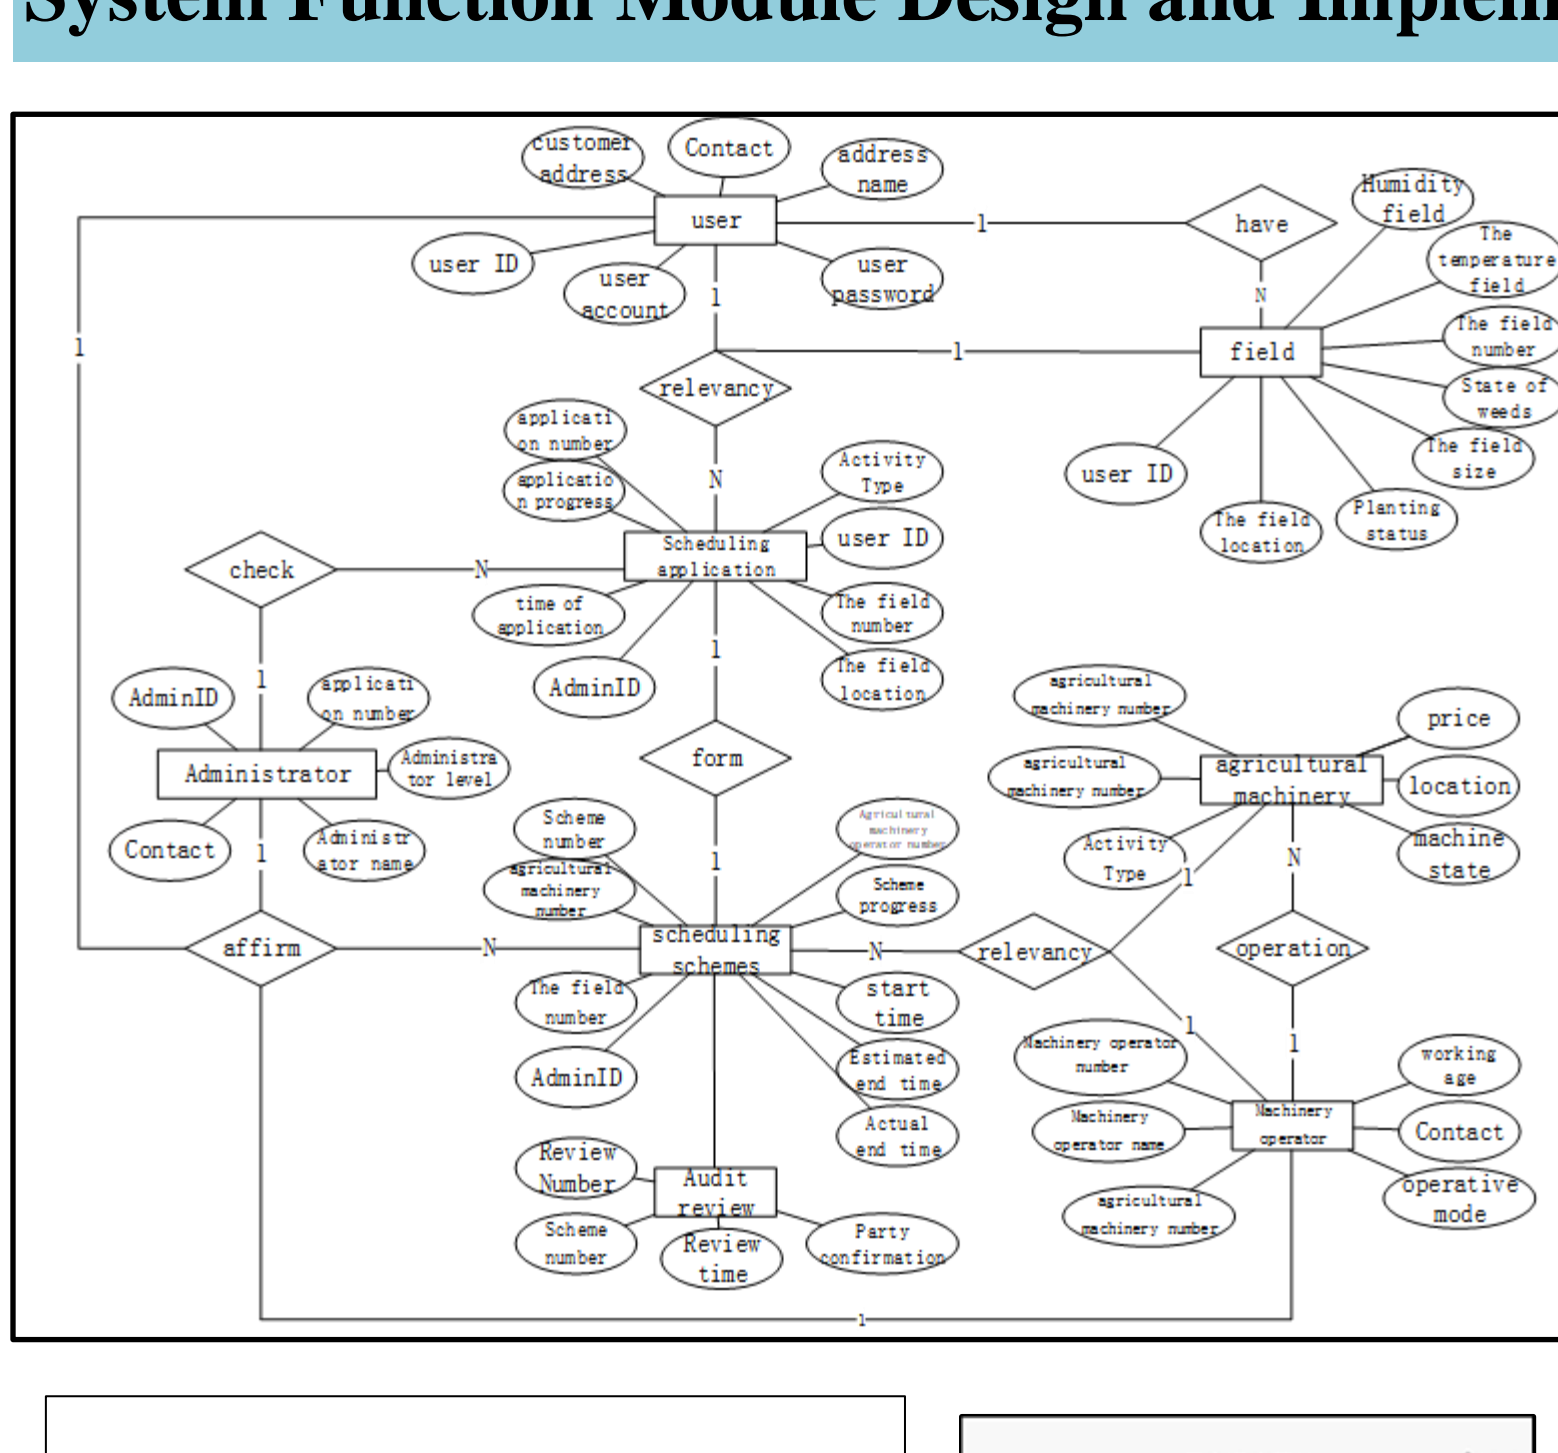 System Function Module Design and Implem
customer
address
Contact
address
name
user
user ID
user
account
user
password
1
have
Humidity
field
The
temperature
field
1
N
1
1
field
The field
number
State of
weeds
The field
size
Planting
status
The field
location
user ID
relevancy
N
applicati
on number
applicatio
n progress
Activity
Type
Scheduling
application
user ID
check
N
time of
application
The field
number
The field
location
AdminID
1
1
AdminID
applicati
on number
Administrator
Administra
tor level
Contact
Administr
ator name
1
form
1
agricultural
machinery number
agricultural
machinery number
agricultural
machinery
price
location
machine
state
Activity
Type
1
N
Scheme
number
agricultural
machinery
number
Agricultural
machinery
operator number
Scheme
progress
affirm
N
scheduling
schemes
N
relevancy
operation
The field
number
start
time
AdminID
Estimated
end time
Actual
end time
1
1
Machinery operator
number
Machinery
operator name
Machinery
operator
working
age
Contact
operative
mode
agricultural
machinery number
Review
Number
Audit
review
Scheme
number
Review
time
Party
confirmation
1